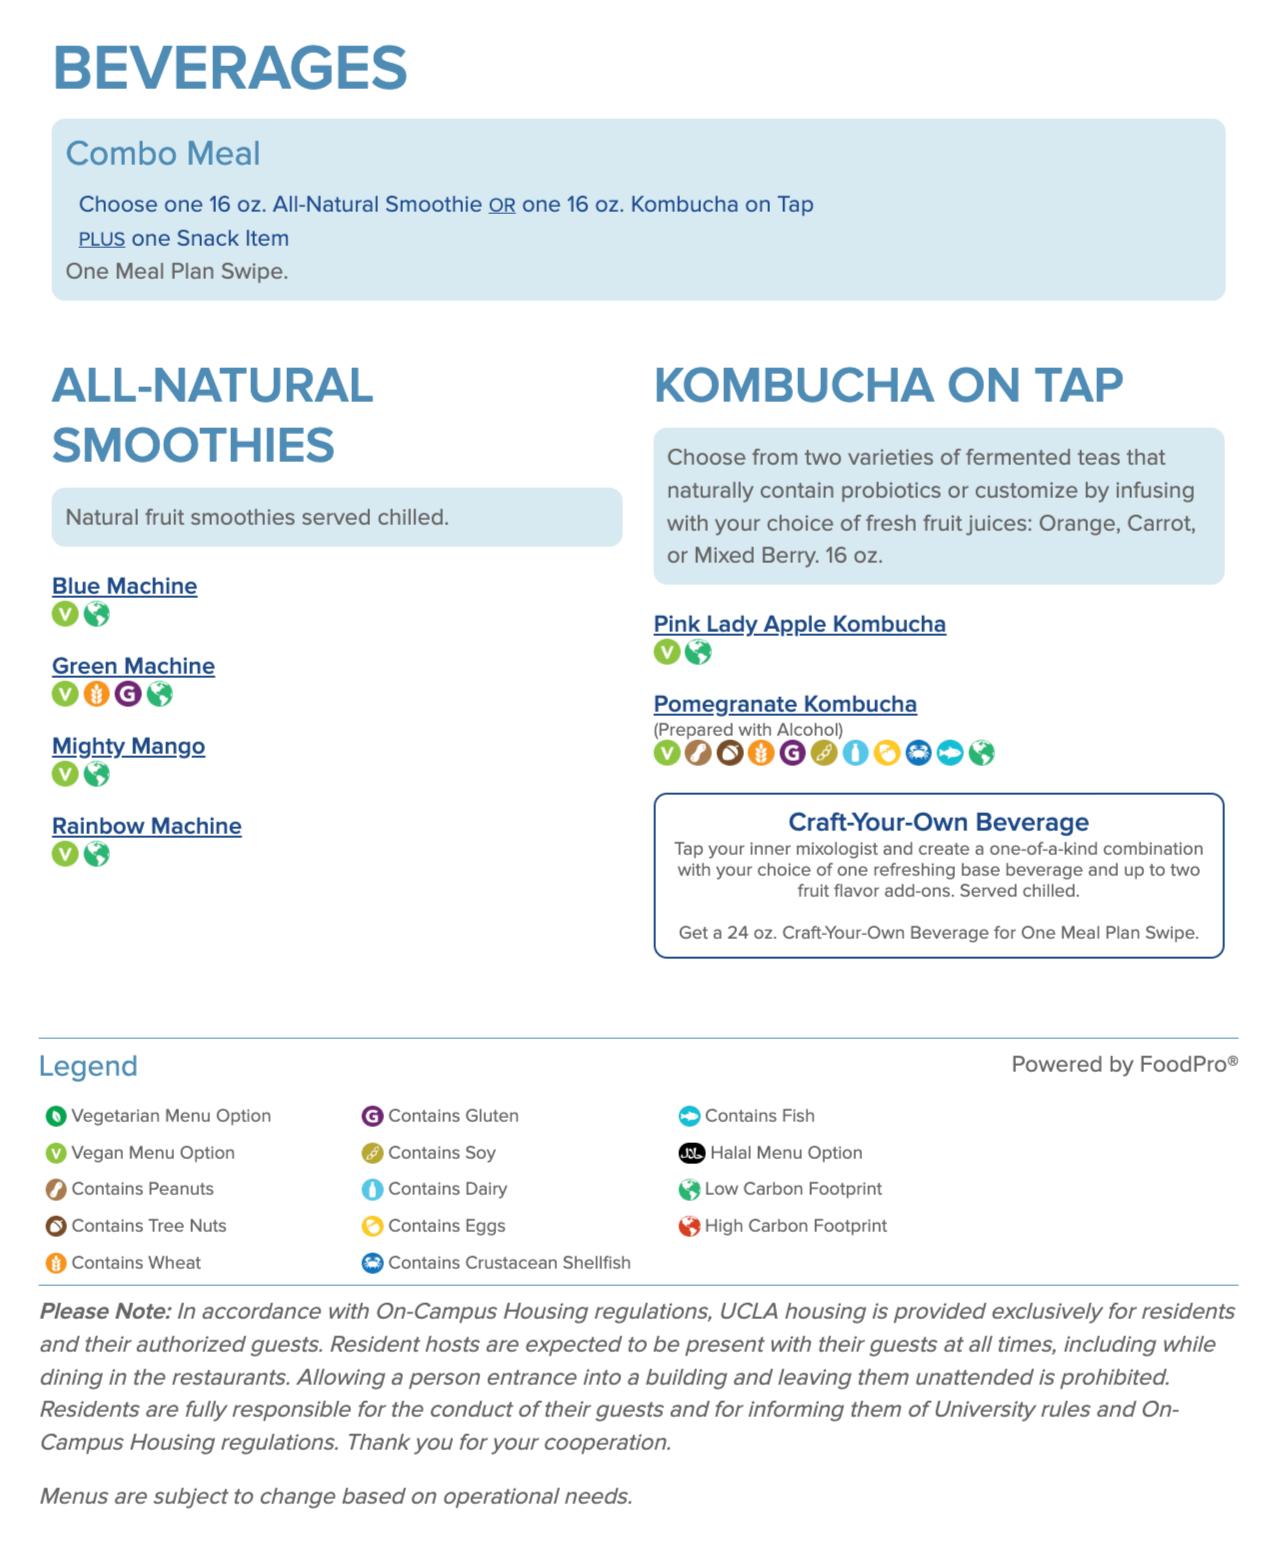 BEVERAGES
Combo Meal
Choose one 16 oz. All-Natural Smoothie OR one 16 oz. Kombucha on Tap
PLUS one Snack Item
One Meal Plan Swipe.
ALL-NATURAL
SMOOTHIES
Natural fruit smoothies served chilled.
Blue Machine
V
Green Machine
V G
Mighty Mango
V
Rainbow Machine
V
KOMBUCHA ON TAP
Choose from two varieties of fermented teas that
naturally contain probiotics or customize by infusing
with your choice of fresh fruit juices: Orange, Carrot,
or Mixed Berry. 16 oz.
Pink Lady Apple Kombucha
V
Pomegranate Kombucha
(Prepared with Alcohol)
V G
Craft-Your-Own Beverage
Tap your inner mixologist and create a one-of-a-kind combination
with your choice of one refreshing base beverage and up to two
fruit flavor add-ons. Served chilled.
Get a 24 oz. Craft-Your-Own Beverage for One Meal Plan Swipe.
Legend
Powered by FoodPro®
Vegetarian Menu Option
V Vegan Menu Option
Contains Peanuts
Contains Tree Nuts
Contains Wheat
G Contains Gluten
Contains Soy
Contains Dairy
Contains Eggs
Contains Crustacean Shellfish
Contains Fish
Halal Menu Option
Low Carbon Footprint
High Carbon Footprint
Please Note: In accordance with On-Campus Housing regulations, UCLA housing is provided exclusively for residents
and their authorized guests. Resident hosts are expected to be present with their guests at all times, including while
dining in the restaurants. Allowing a person entrance into a building and leaving them unattended is prohibited.
Residents are fully responsible for the conduct of their guests and for informing them of University rules and On-
Campus Housing regulations. Thank you for your cooperation.
Menus are subject to change based on operational needs.